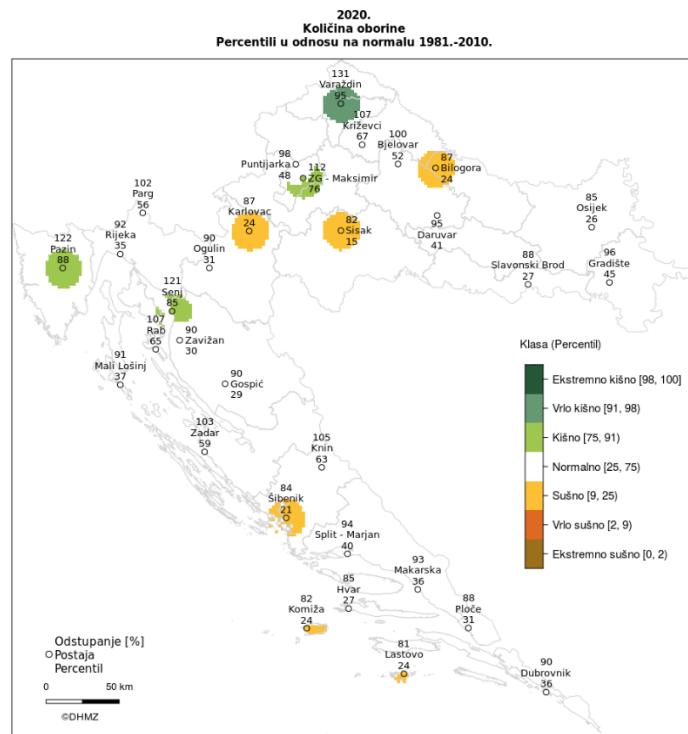 2020.
Količina oborine
Percentili u odnosu na normalu 1981.-2010.
131
Varaždin
95
107
Križevci
67
100
Bjelovar
52
98
Puntijarka
48
112
ZG - Maksimir
76
87
Bilogora
24
102
Parg
56
87
Karlovac
24
82
Sisak
15
95
Daruvar
41
85
Osijek
26
122
Pazin
88
92
Rijeka
35
90
Ogulin
31
88
Slavonski Brod
27
96
Gradište
45
121
Senj
85
107
Rab
65
90
Zavižan
30
91
Mali Lošinj
37
90
Gospić
29
103
Zadar
59
105
Knin
63
84
Šibenik
21
94
Split - Marjan
40
93
Makarska
36
85
Hvar
27
82
Komiža
24
88
Ploče
31
81
Lastovo
24
90
Dubrovnik
36
Klasa (Percentil)
Ekstremno kišno [98, 100]
Vrlo kišno [91, 98)
Kišno [75, 91)
Normalno [25, 75)
Sušno [9, 25)
Vrlo sušno [2, 9)
Ekstremno sušno [0, 2)
Odstupanje [%]
Postaja
Percentil
0 50 km
©DHMZ